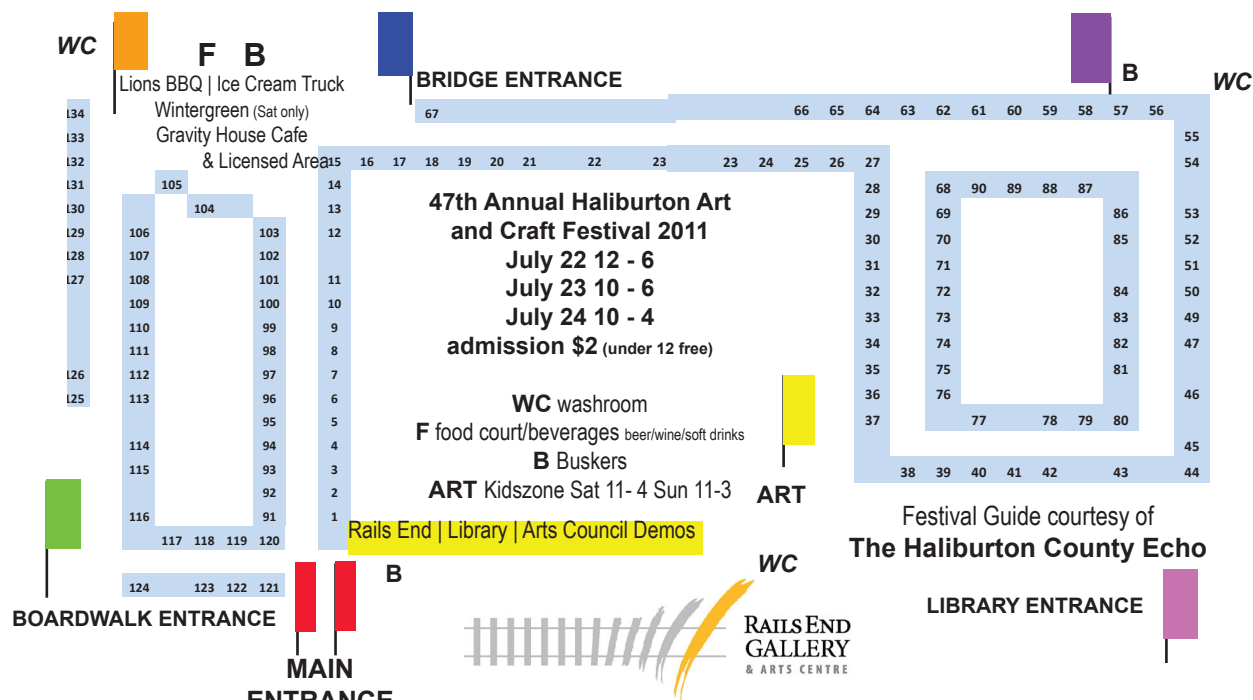 WC
F B
Lions BBQ | Ice Cream Truck
Wintergreen (Sat only)
Gravity House Cafe
& Licensed Area
BRIDGE ENTRANCE
B
WC
134
133
132
131
130
129
128
127
126
125
105
104
106
107
108
109
110
111
112
113
114
115
116
117 118 119 120
103
102
101
100
99
98
97
96
95
94
93
92
91
124 123 122 121
15 16 17 18 19 20 21 22 23 23 24 25 26 27
14
13
12
11
10
9
8
7
6
5
4
3
2
1
67
66 65 64 63 62 61 60 59 58 57 56
55
54
53
52
51
50
49
47
46
45
44
28
29
30
31
32
33
34
35
36
37
38 39 40 41 42 43
68 90 89 88 87
69
70
71
72
73
74
75
76
77 78 79 80
86
85
84
83
82
81
47th Annual Haliburton Art
and Craft Festival 2011
July 22 12 - 6
July 23 10 - 6
July 24 10 - 4
admission $2 (under 12 free)
WC washroom
F food court/beverages beer/wine/soft drinks
B Buskers
ART Kidszone Sat 11- 4 Sun 11-3
Rails End | Library | Arts Council Demos
ART
Festival Guide courtesy of
The Haliburton County Echo
WC
B
BOARDWALK ENTRANCE
MAIN
ENTRANCE
LIBRARY ENTRANCE
RAILS END
GALLERY
& ARTS CENTRE